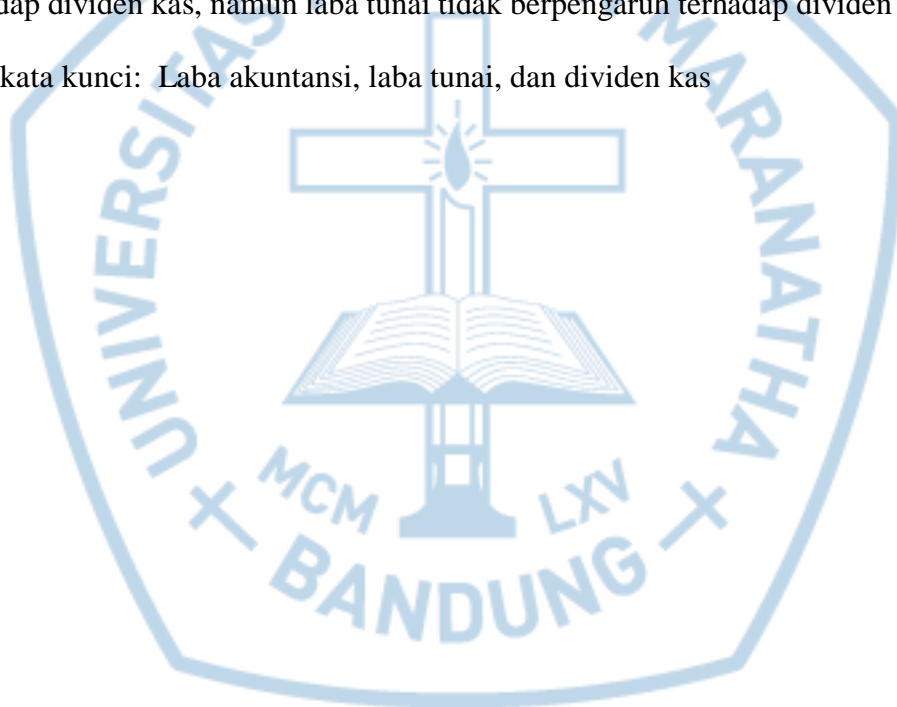 dap dividen kas, namun laba tunai tidak berpengaruh terhadap dividen
kata kunci: Laba akuntansi, laba tunai, dan dividen kas
UNIVERSITAS
MARANATHA
MCM
LXV
BANDUNG